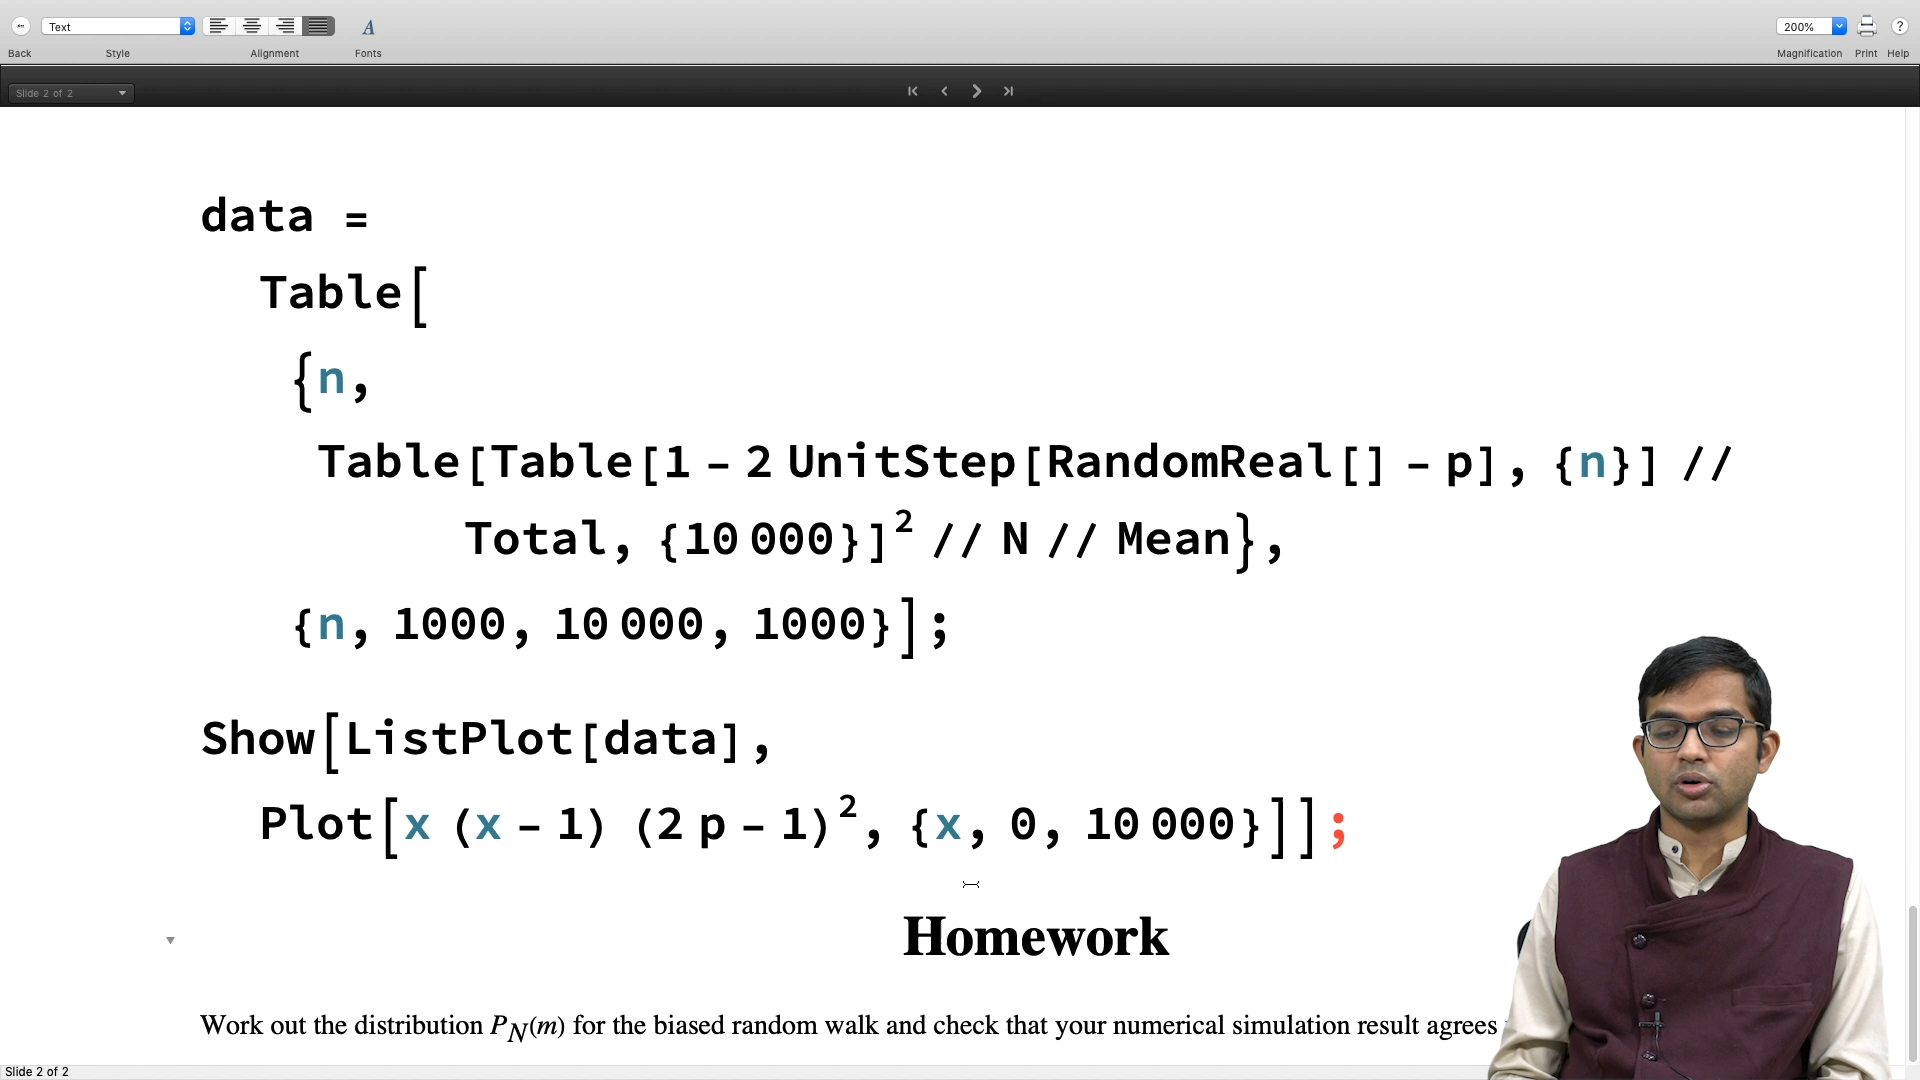 Text
200%
Back
Style
Alignment
Fonts
Magnification
Print
Help
Slide 2 of 2
data =
Table[
{n,
Table[Table[1 – 2 UnitStep[RandomReal[] – p], {n}] //
Total, {10 000}]² // N // Mean},
{n, 1000, 10 000, 1000}];
Show[ListPlot[data],
Plot[x (x – 1) (2 p – 1)², {x, 0, 10 000}]];
Homework
Work out the distribution P_N(m) for the biased random walk and check that your numerical simulation result agrees
Slide 2 of 2